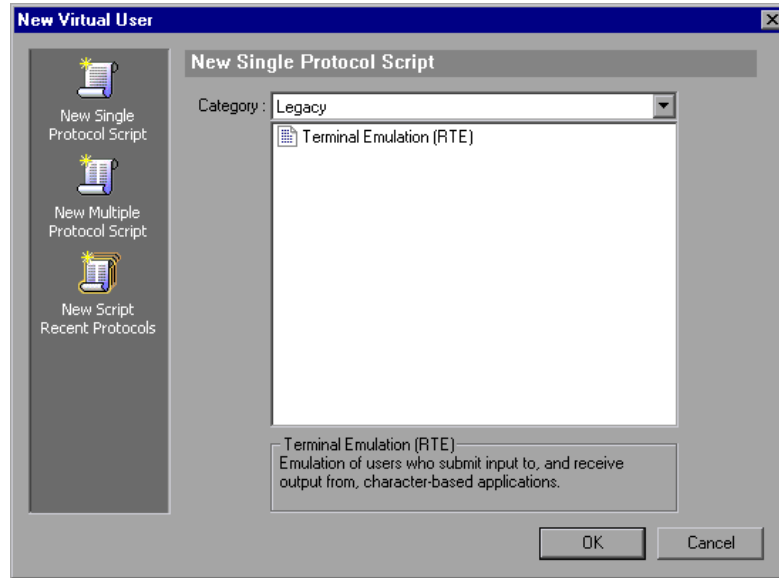 New Virtual User
New Single
Protocol Script
New Multiple
Protocol Script
New Script
Recent Protocols
New Single Protocol Script
Category :
Legacy
Terminal Emulation (RTE)
Terminal Emulation (RTE)
Emulation of users who submit input to, and receive
output from, character-based applications.
OK
Cancel